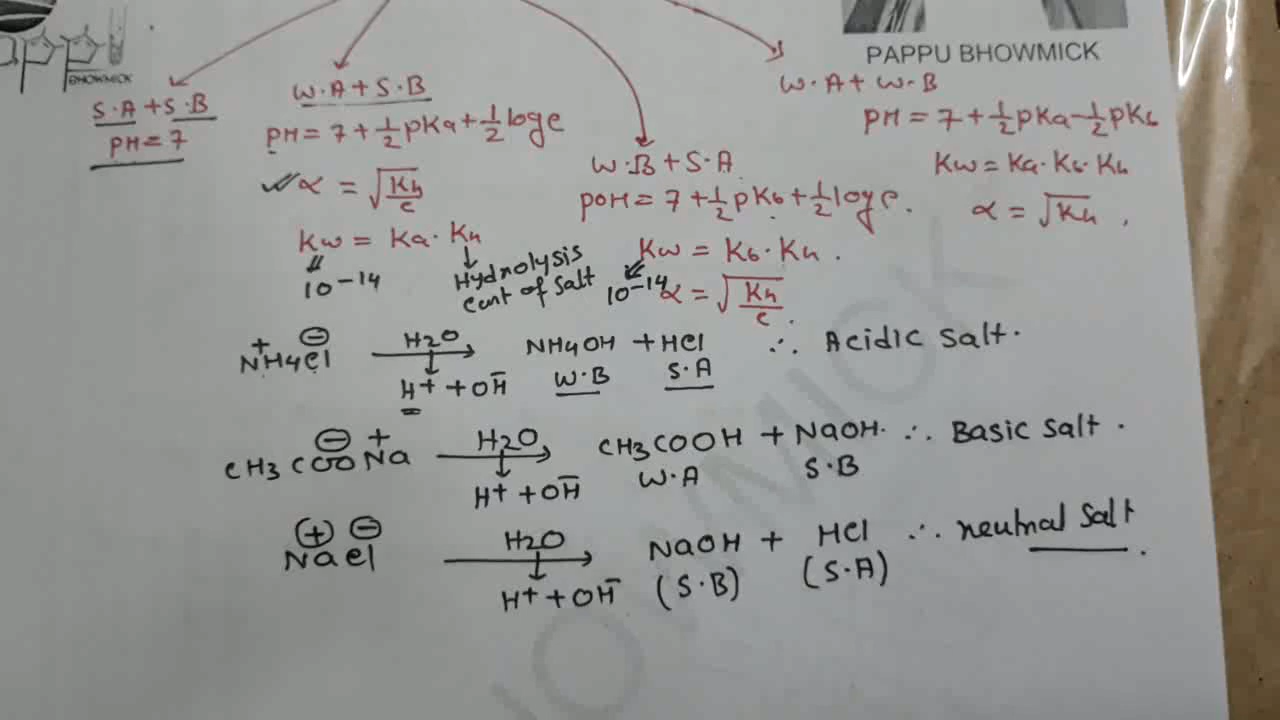 BHOWMICK
PAPPU BHOWMICK
S.A + S.B
pH = 7
W.A + S.B
pH = 7 + 1/2 pKa + 1/2 logc
α = √(Kh/c)
Kw = Ka · Kh
10-14
Hydrolysis
Const of Salt
W.B + S.A
pOH = 7 + 1/2 pKb + 1/2 logc.
Kw = Kb · Kh.
10-14
α = √(Kh/c).
W.A + W.B
pH = 7 + 1/2 pKa - 1/2 pKb
Kw = Ka · Kb · Kh
α = √Kh.
+ −
NH4Cl H2O NH4OH + HCl ∴ Acidic Salt.
H+ + OH− W.B S.A
− +
CH3COONa H2O CH3COOH + NaOH. ∴ Basic Salt.
H+ + OH− W.A S.B
+ −
NaCl H2O NaOH + HCl ∴ neutral Salt.
H+ + OH− (S.B) (S.A)
HOWMICK